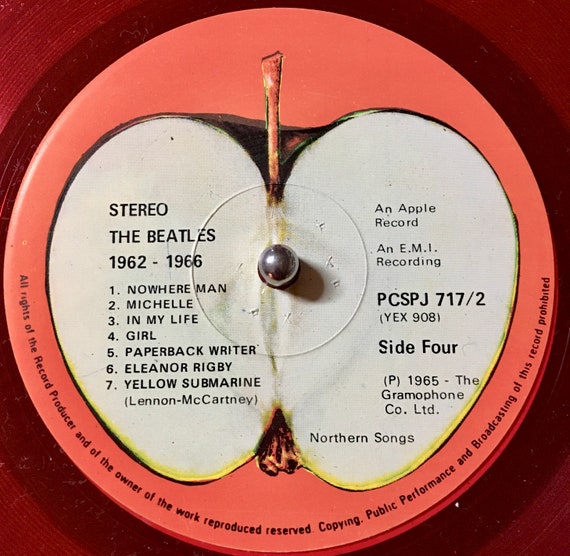 STEREO
THE BEATLES
1962 - 1966
1. NOWHERE MAN
2. MICHELLE
3. IN MY LIFE
4. GIRL
5. PAPERBACK WRITER
6. ELEANOR RIGBY
7. YELLOW SUBMARINE
(Lennon-McCartney)
An Apple
Record
An E.M.I.
Recording
PCSPJ 717/2
(YEX 908)
Side Four
(P) 1965 - The
Gramophone
Co. Ltd.
Northern Songs
All rights of the Record Producer and of the owner of the work reproduced reserved. Copying, Public Performance and Broadcasting of this record prohibited